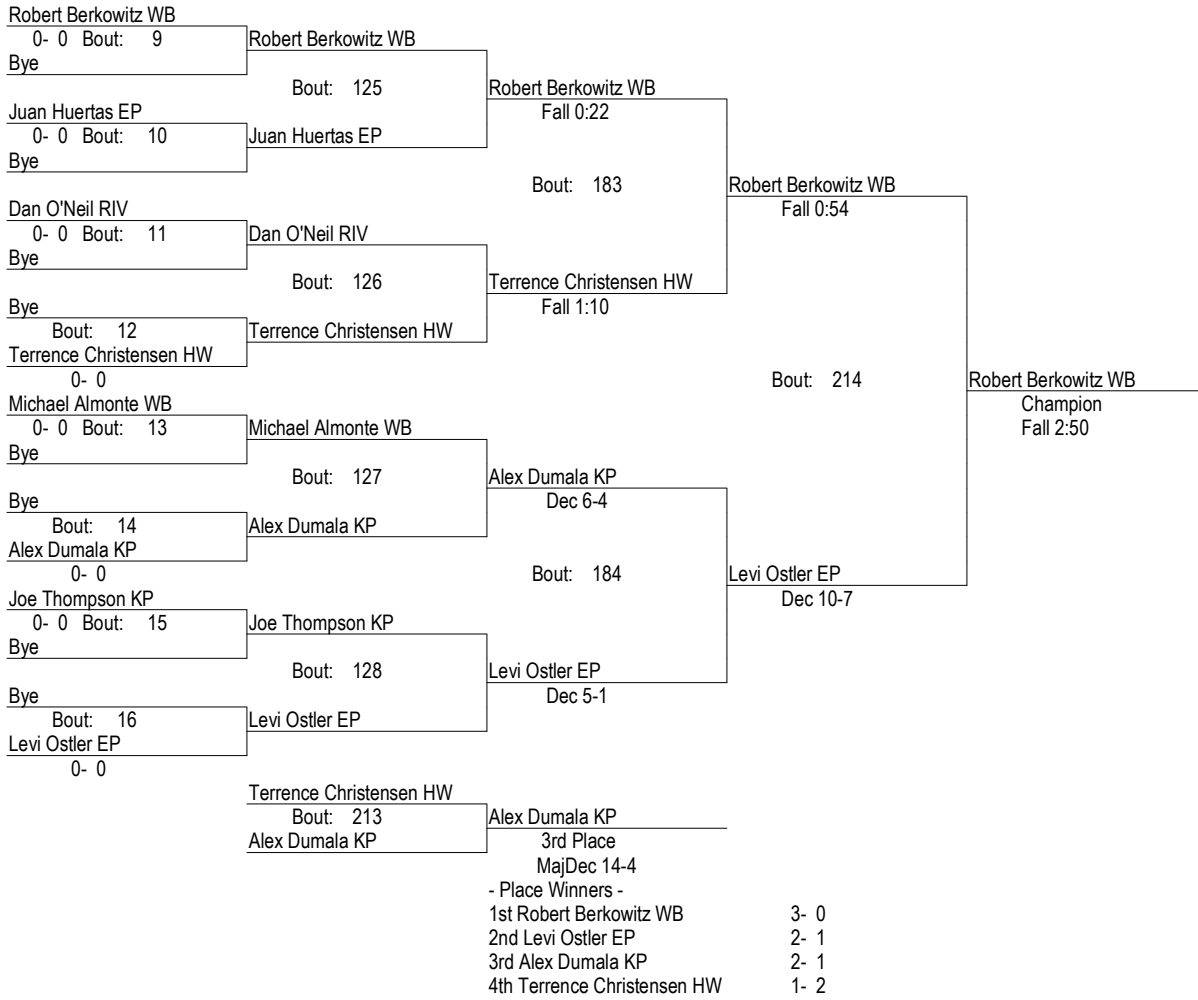 Robert Berkowitz WB
0- 0 Bout: 9
Bye
Robert Berkowitz WB
Bout: 125
Juan Huertas EP
0- 0 Bout: 10
Bye
Juan Huertas EP
Robert Berkowitz WB
Fall 0:22
Bout: 183
Dan O'Neil RIV
0- 0 Bout: 11
Bye
Dan O'Neil RIV
Bout: 126
Bye
Bout: 12
Terrence Christensen HW
0- 0
Terrence Christensen HW
Terrence Christensen HW
Fall 1:10
Robert Berkowitz WB
Fall 0:54
Bout: 214
Michael Almonte WB
0- 0 Bout: 13
Bye
Michael Almonte WB
Bout: 127
Bye
Bout: 14
Alex Dumala KP
0- 0
Alex Dumala KP
Alex Dumala KP
Dec 6-4
Bout: 184
Joe Thompson KP
0- 0 Bout: 15
Bye
Joe Thompson KP
Bout: 128
Bye
Bout: 16
Levi Ostler EP
0- 0
Levi Ostler EP
Levi Ostler EP
Dec 5-1
Levi Ostler EP
Dec 10-7
Robert Berkowitz WB
Champion
Fall 2:50
Terrence Christensen HW
Bout: 213
Alex Dumala KP
Alex Dumala KP
3rd Place
MajDec 14-4
- Place Winners -
1st Robert Berkowitz WB 3- 0
2nd Levi Ostler EP 2- 1
3rd Alex Dumala KP 2- 1
4th Terrence Christensen HW 1- 2